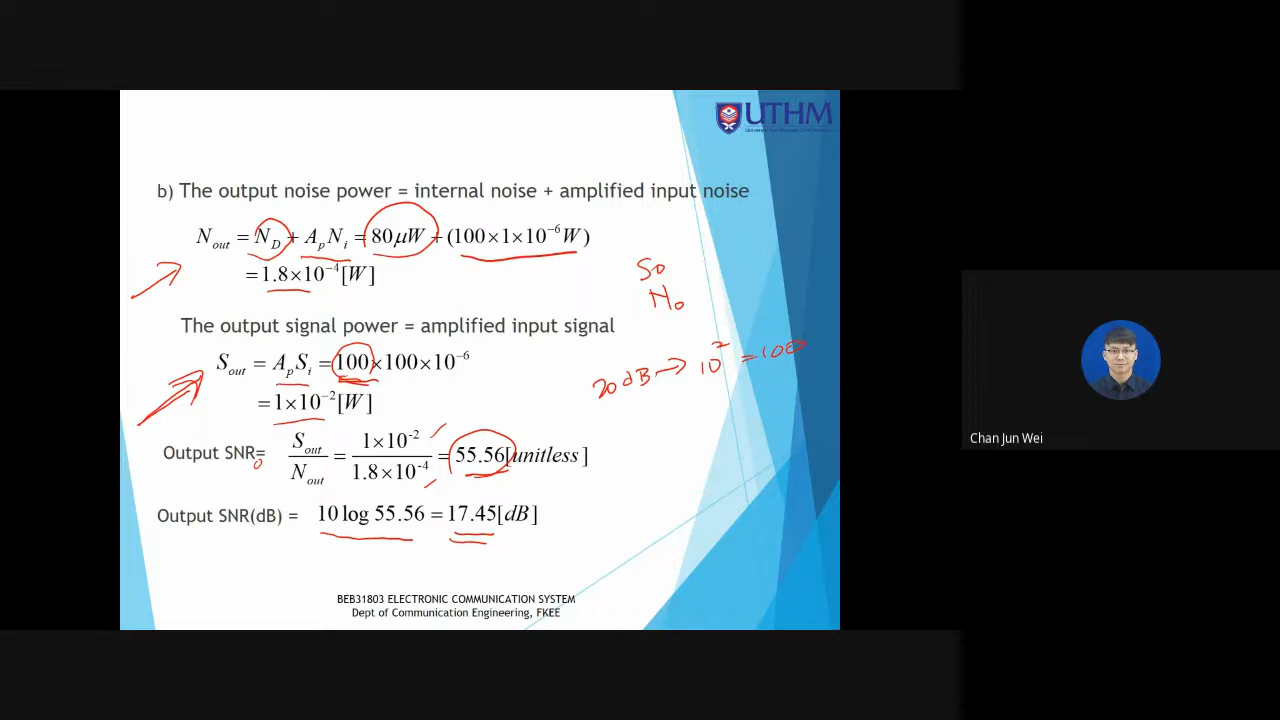 UTHM
b) The output noise power = internal noise + amplified input noise
N_out = N_D + A_p N_i = 80μW + (100×1×10^-6 W)
= 1.8×10^-4 [W]
So
No
The output signal power = amplified input signal
S_out = A_p S_i = 100×100×10^-6
20 dB → 10^2 = 100
= 1×10^-2 [W]
Output SNR_0 = S_out / N_out = 1×10^-2 / 1.8×10^-4 = 55.56[unitless]
Output SNR(dB) = 10 log 55.56 = 17.45[dB]
BEB31803 ELECTRONIC COMMUNICATION SYSTEM
Dept of Communication Engineering, FKEE
Chan Jun Wei